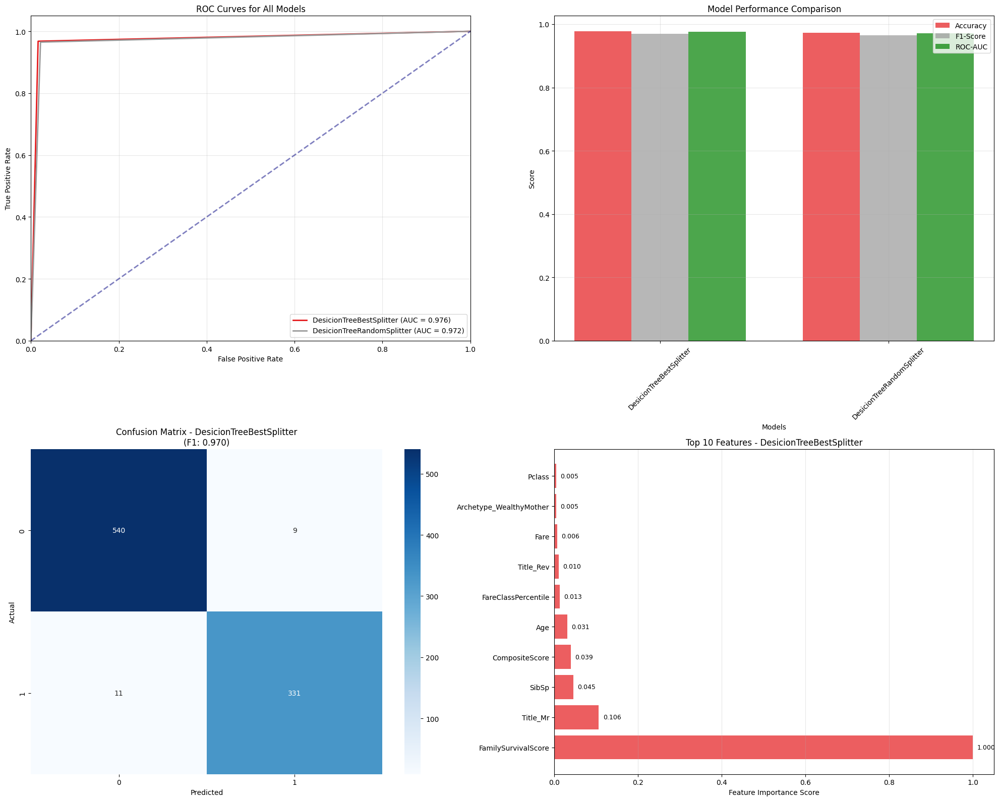 ROC Curves for All Models
1.0
0.8
0.6
0.4
0.2
0.0
True Positive Rate
0.0 0.2 0.4 0.6 0.8 1.0
False Positive Rate
DesicionTreeBestSplitter (AUC = 0.976)
DesicionTreeRandomSplitter (AUC = 0.972)
Model Performance Comparison
1.0
0.8
0.6
0.4
0.2
0.0
Score
Accuracy
F1-Score
ROC-AUC
DesicionTreeBestSplitter
DesicionTreeRandomSplitter
Models
Confusion Matrix - DesicionTreeBestSplitter
(F1: 0.970)
Actual
0
1
540 9
11 331
0 1
Predicted
500
400
300
200
100
Top 10 Features - DesicionTreeBestSplitter
Pclass 0.005
Archetype_WealthyMother 0.005
Fare 0.006
Title_Rev 0.010
FareClassPercentile 0.013
Age 0.031
CompositeScore 0.039
SibSp 0.045
Title_Mr 0.106
FamilySurvivalScore 1.000
0.0 0.2 0.4 0.6 0.8 1.0
Feature Importance Score